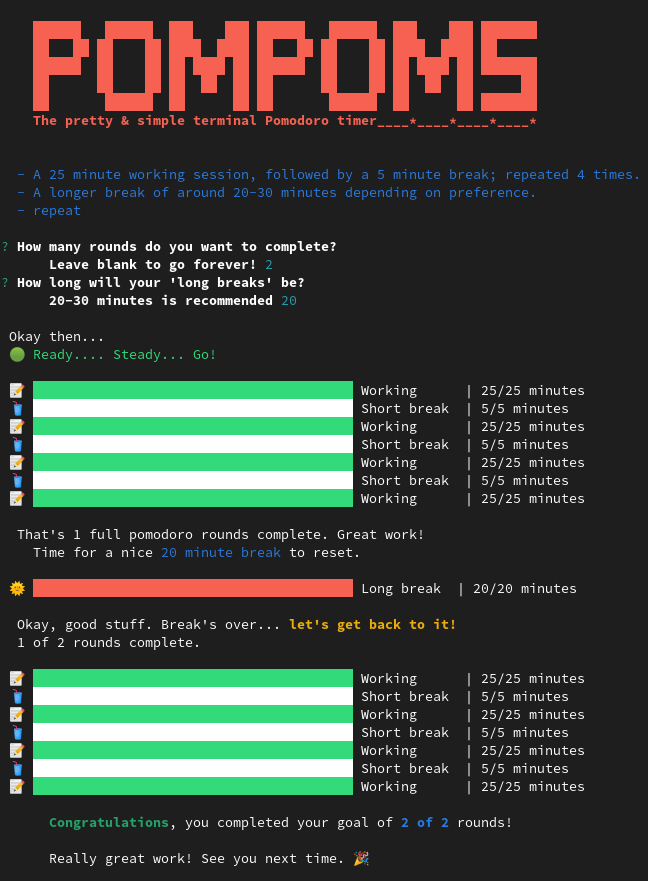 POMPOMS
The pretty & simple terminal Pomodoro timer____*____*____*____*
- A 25 minute working session, followed by a 5 minute break; repeated 4 times.
- A longer break of around 20-30 minutes depending on preference.
- repeat
? How many rounds do you want to complete?
Leave blank to go forever! 2
? How long will your 'long breaks' be?
20-30 minutes is recommended 20
Okay then...
🟢 Ready.... Steady... Go!
📝 Working | 25/25 minutes
🥤 Short break | 5/5 minutes
📝 Working | 25/25 minutes
🥤 Short break | 5/5 minutes
📝 Working | 25/25 minutes
🥤 Short break | 5/5 minutes
📝 Working | 25/25 minutes
That's 1 full pomodoro rounds complete. Great work!
Time for a nice 20 minute break to reset.
🌞 Long break | 20/20 minutes
Okay, good stuff. Break's over... let's get back to it!
1 of 2 rounds complete.
📝 Working | 25/25 minutes
🥤 Short break | 5/5 minutes
📝 Working | 25/25 minutes
🥤 Short break | 5/5 minutes
📝 Working | 25/25 minutes
🥤 Short break | 5/5 minutes
📝 Working | 25/25 minutes
Congratulations, you completed your goal of 2 of 2 rounds!
Really great work! See you next time. 🎉